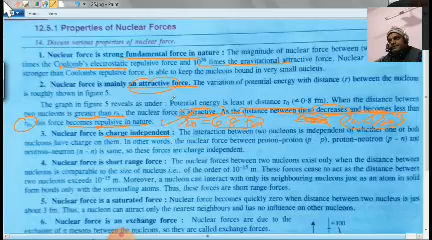 25.jpg - Paint
12.5.1 Properties of Nuclear Forces
14. Discuss various properties of nuclear force.
1. Nuclear force is strong fundamental force in nature : The magnitude of nuclear force between two
times the Coulomb's electrostatic repulsive force and 10³⁸ times the gravitational attractive force. Nuclear
stronger than Coulombs repulsive force, is able to keep the nucleons bound in very small nucleus.
2. Nuclear force is mainly an attractive force. The variation of potential energy with distance (r) between the nucleons
is roughly shown in figure 5.
The graph in figure 5 reveals as under : Potential energy is least at distance r₀ (≈0.8 fm). When the distance between
two nucleons is greater than r₀, the nuclear force is attractive. As the distance between them decreases and becomes less than
force becomes repulsive in nature.
3. Nuclear force is charge independent : The interaction between two nucleons is independent of whether one or both
nucleons have charge on them. In other words, the nuclear force between proton–proton (p – p), proton–neutron (p – n) and
neutron–neutron (n – n) is same, so these forces are charge independent.
4. Nuclear force is short range force : The nuclear forces between two nucleons exist only when the distance between
the nucleons is comparable to the size of nucleus i.e., of the order of 10⁻¹⁵ m. These forces cease to act as the distance between
two nucleons exceeds 10⁻¹⁵ m. Moreover, a nucleon can interact with only its neighbouring nucleons just as an atom in solid
form bonds only with the surrounding atoms. Thus, these forces are short range forces.
5. Nuclear force is a saturated force : Nuclear force becomes quickly zero when distance between two nucleus is just
about 3 fm. Thus, a nucleon can attract only the nearest neighbours and has no influence on other nucleons.
6. Nuclear force is an exchange force : Nuclear forces are due to the
exchange of π mesons between the nucleons, so they are called exchange forces.
+100